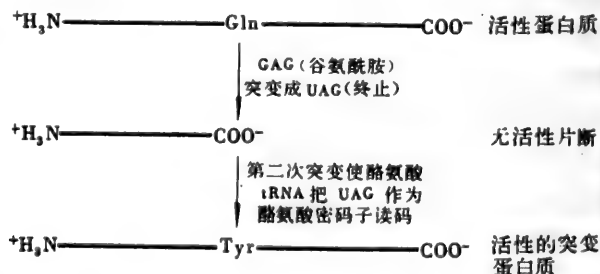 ⁺H₃N Gln COO⁻ 活性蛋白质
GAG(谷氨酰胺)
突变成UAG(终止)
⁺H₃N COO⁻ 无活性片断
第二次突变使酪氨酸
tRNA把 UAG 作为
酪氨酸密码子读码
⁺H₃N Tyr COO⁻ 活性的突变
蛋白质